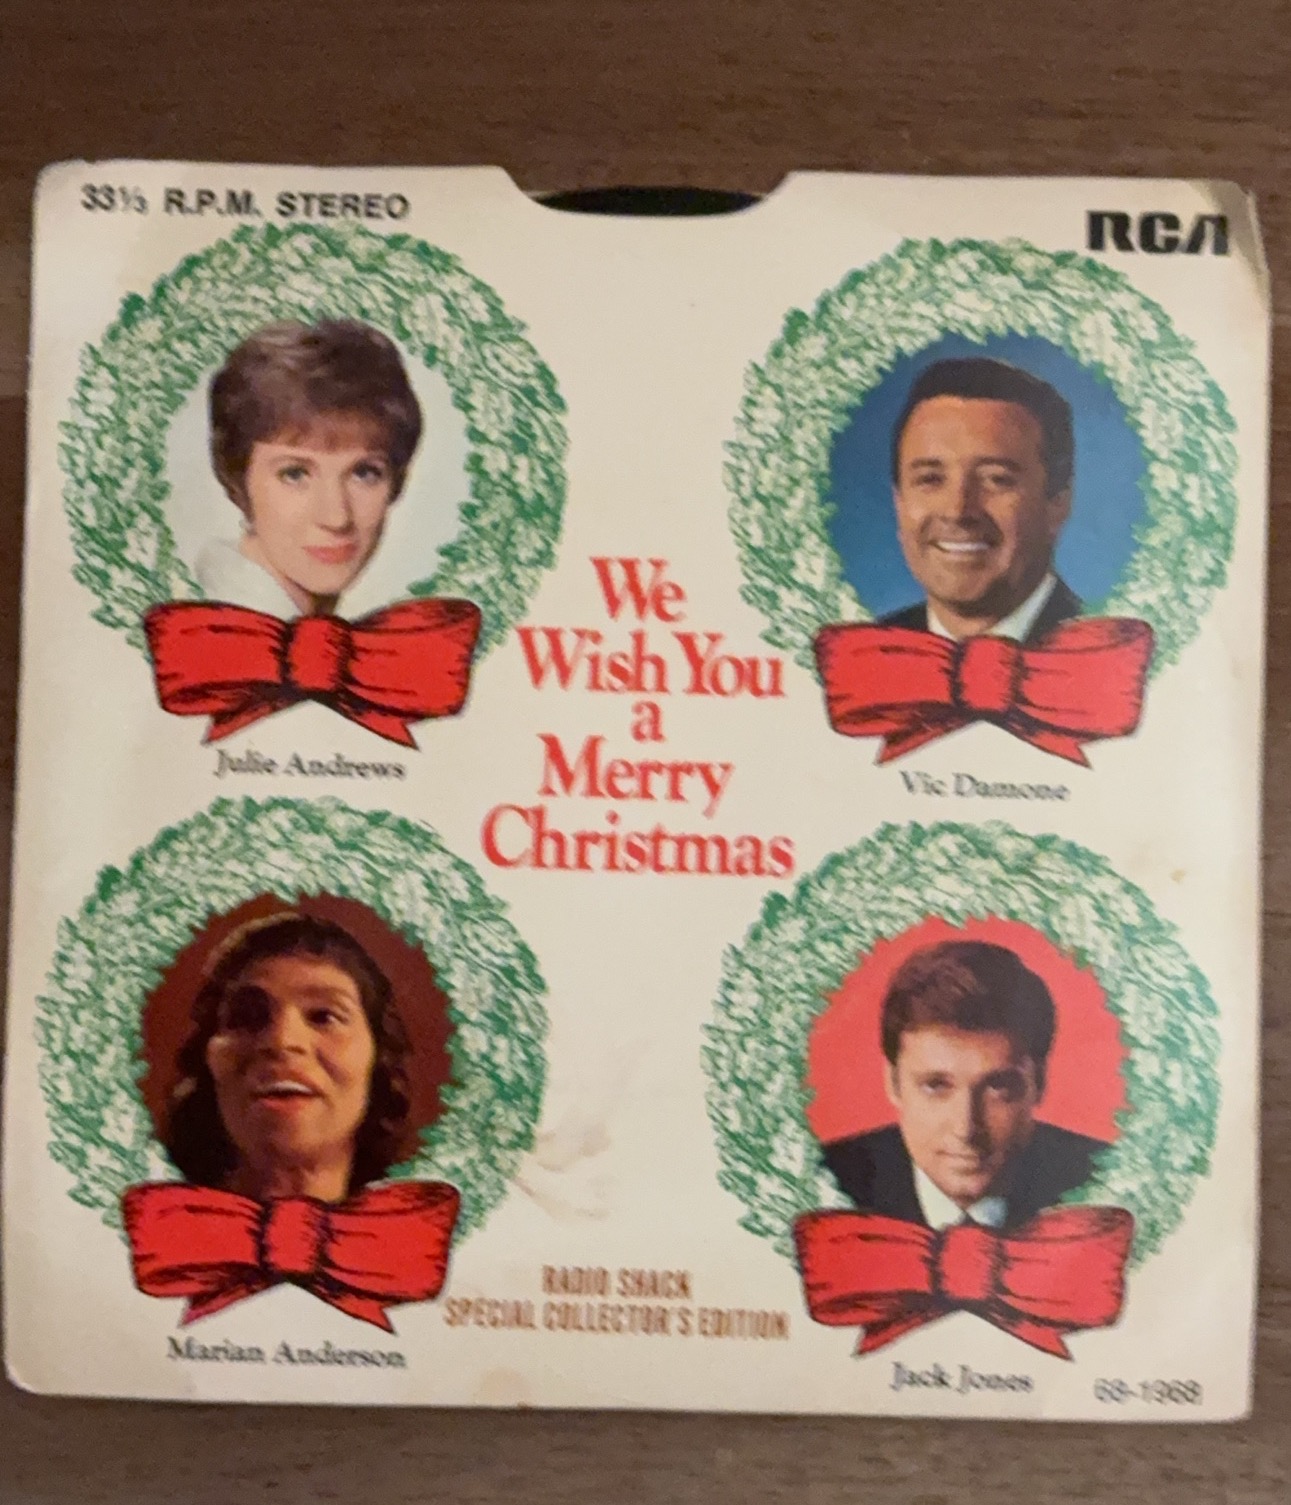 33⅓ R.P.M. STEREO
RCA
We
Wish You
a
Merry
Christmas
Julie Andrews
Vic Damone
RADIO SHACK
SPECIAL COLLECTOR'S EDITION
Marian Anderson
Jack Jones
68-1968